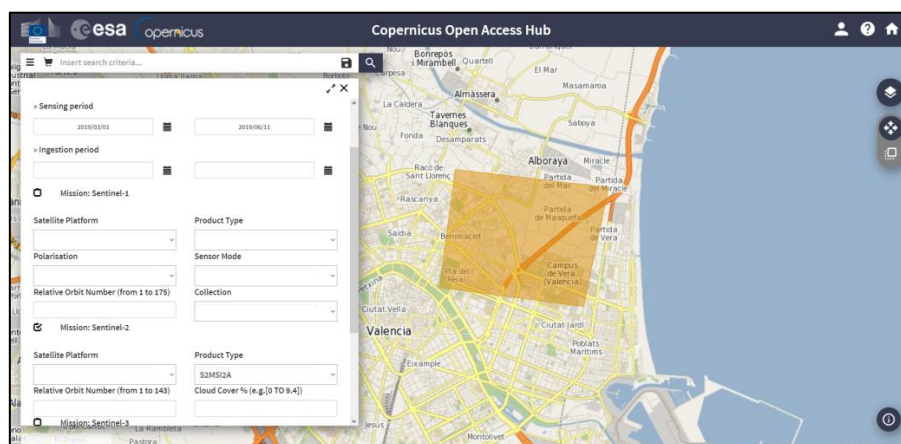 esa opernicus
Copernicus Open Access Hub
Insert search criteria...
» Sensing period
2019/03/01
2019/06/11
» Ingestion period
Mission: Sentinel-1
Satellite Platform
Product Type
Polarisation
Sensor Mode
Relative Orbit Number (from 1 to 175)
Collection
Mission: Sentinel-2
Satellite Platform
Product Type
S2MSI2A
Relative Orbit Number (from 1 to 143)
Cloud Cover % (e.g.[0 TO 9.4])
Mission: Sentinel-3
Bonrepòs
i Mirambell
Quartell
El Mar
Masamaroa
Almàssera
La Caldera
Tavernes
Blanques
Saboya
Fonda
Desamparats
Alboraya
Miracle
Racó de
Sant Llorenç
Partida
del Mar
Partida
del Miracle
Rascanya
Partida
de Masquefa
Partida
de Vera
Saïdia
Benimaclet
Pla del
Reial
Campus
de Vera
(Valencia)
Ciutat Vella
Valencia
Ciutat Jardí
Poblats
Marítims
Eixample
Jesus
Montolivet
La Rambleta
Pastora